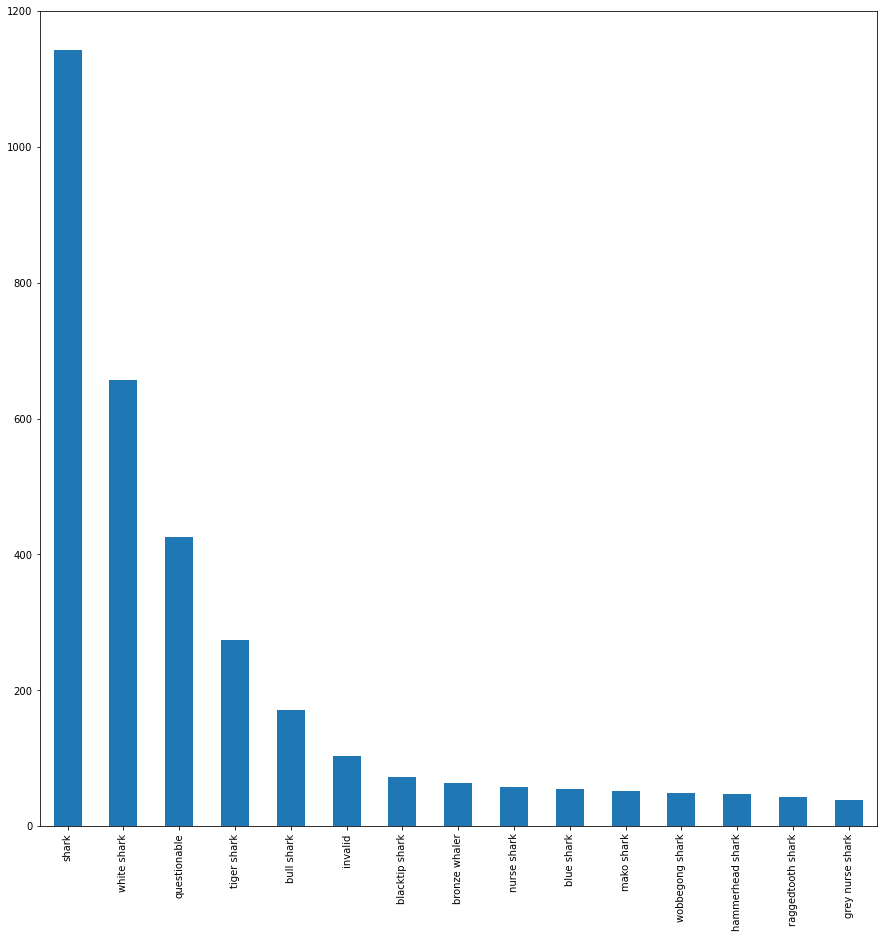 1200
1000
800
600
400
200
0
shark
white shark
questionable
tiger shark
bull shark
invalid
blacktip shark
bronze whaler
nurse shark
blue shark
mako shark
wobbegong shark
hammerhead shark
raggedtooth shark
grey nurse shark